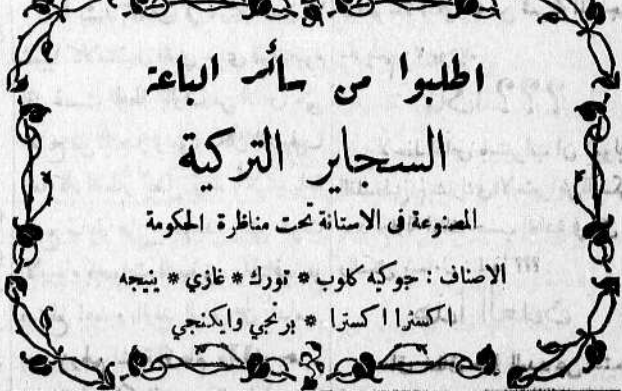 اطلبوا من سائر الباعة
السجاير التركية
المصنوعة فى الاستانة تحت مناظرة الحكومة
الاصناف : جوكيه كلوب * تورك * غازي * ينيجه
اكسترا اكسترا * برنجي وايكنجي